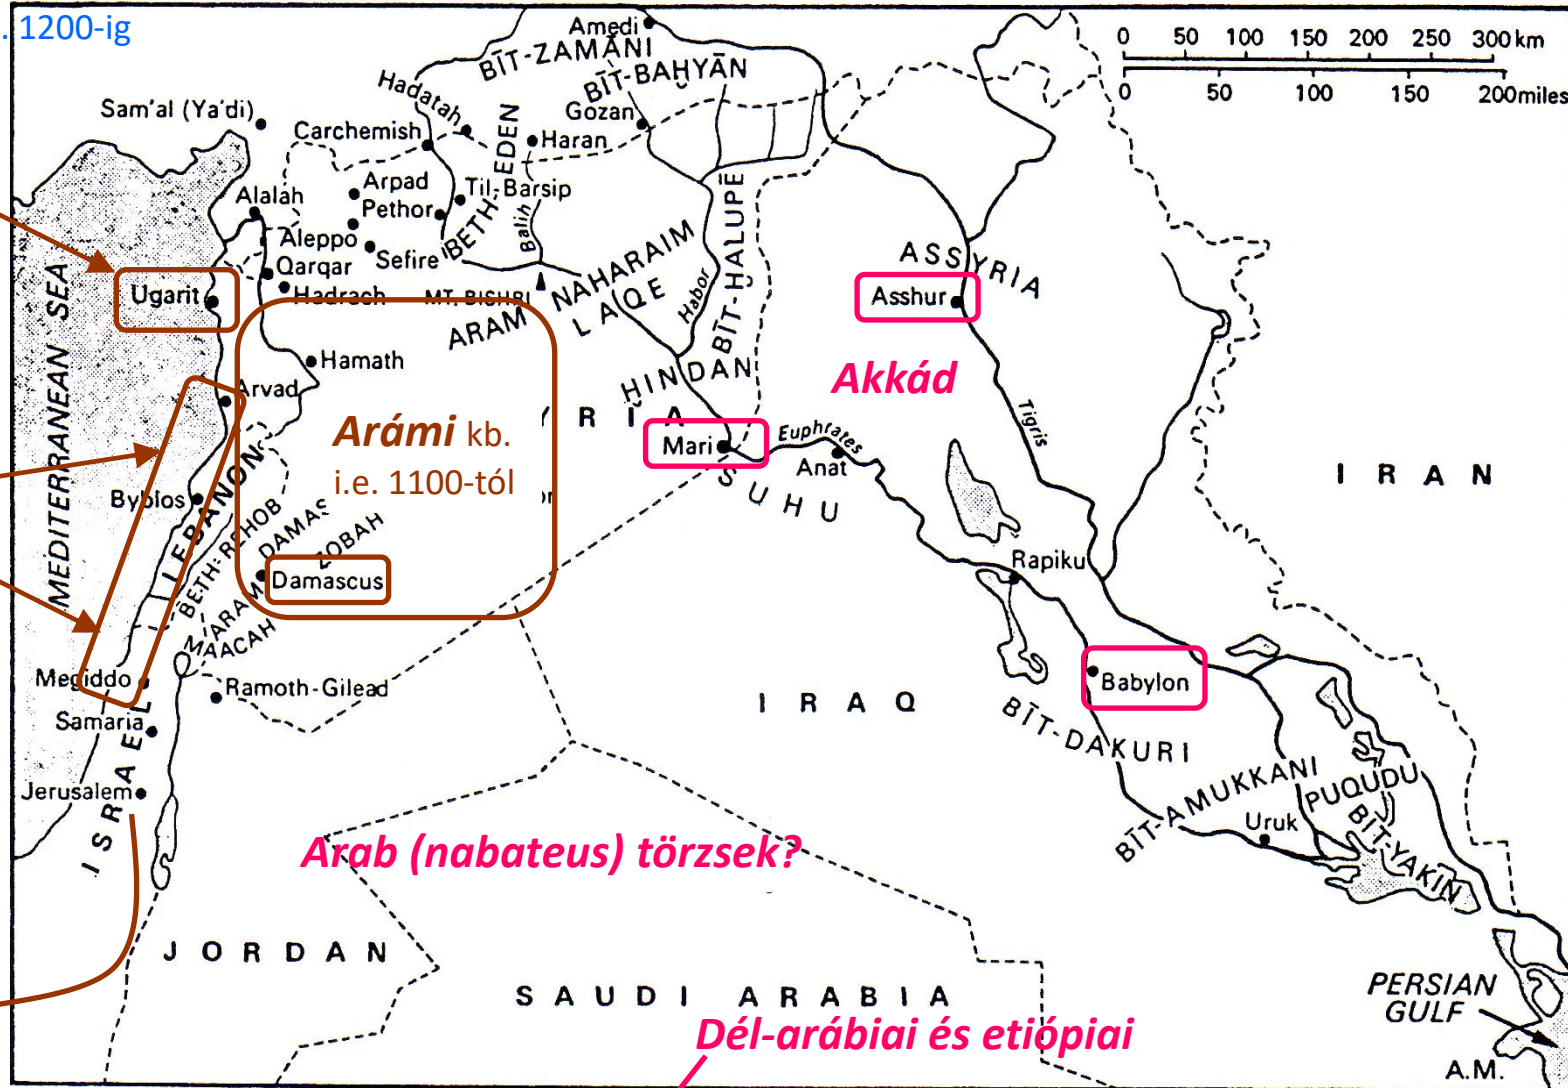 . 1200-ig
Amedi
BĪT-ZAMĀNI
BĪT-BAḪYĀN
0 50 100 150 200 250 300 km
0 50 100 150 200 miles
Hadatah
Gozan
Sam'al (Ya'di)
Carchemish
Haran
BETH-EDEN
Arpad
Til-Barsip
Pethor
Alalah
Balih
Aleppo
Sefire
Qarqar
Hadrach
MT. BISHRI
ARAM NAHARAIM
LAQE
Habor
BĪT-ḪALUPĒ
ASSYRIA
Asshur
Ugarit
MEDITERRANEAN SEA
Hamath
HINDAN
Akkád
Arvad
Arámi kb.
i.e. 1100-tól
Y R I A
Mari
Euphrates
Anat
Tigris
SUHU
IRAN
Byblos
LEBANON
BETH-REHOB
ARAM DAMAS
ZOBAH
Damascus
MAACAH
Rapiku
Megiddo
Ramoth-Gilead
Samaria
ISRAEL
Jerusalem
IRAQ
Babylon
BĪT-DAKURI
BĪT-AMUKKANI
PUQUDU
Uruk
BĪT-YAKIN
Arab (nabateus) törzsek?
JORDAN
SAUDI ARABIA
PERSIAN
GULF
Dél-arábiai és etiópiai
A.M.